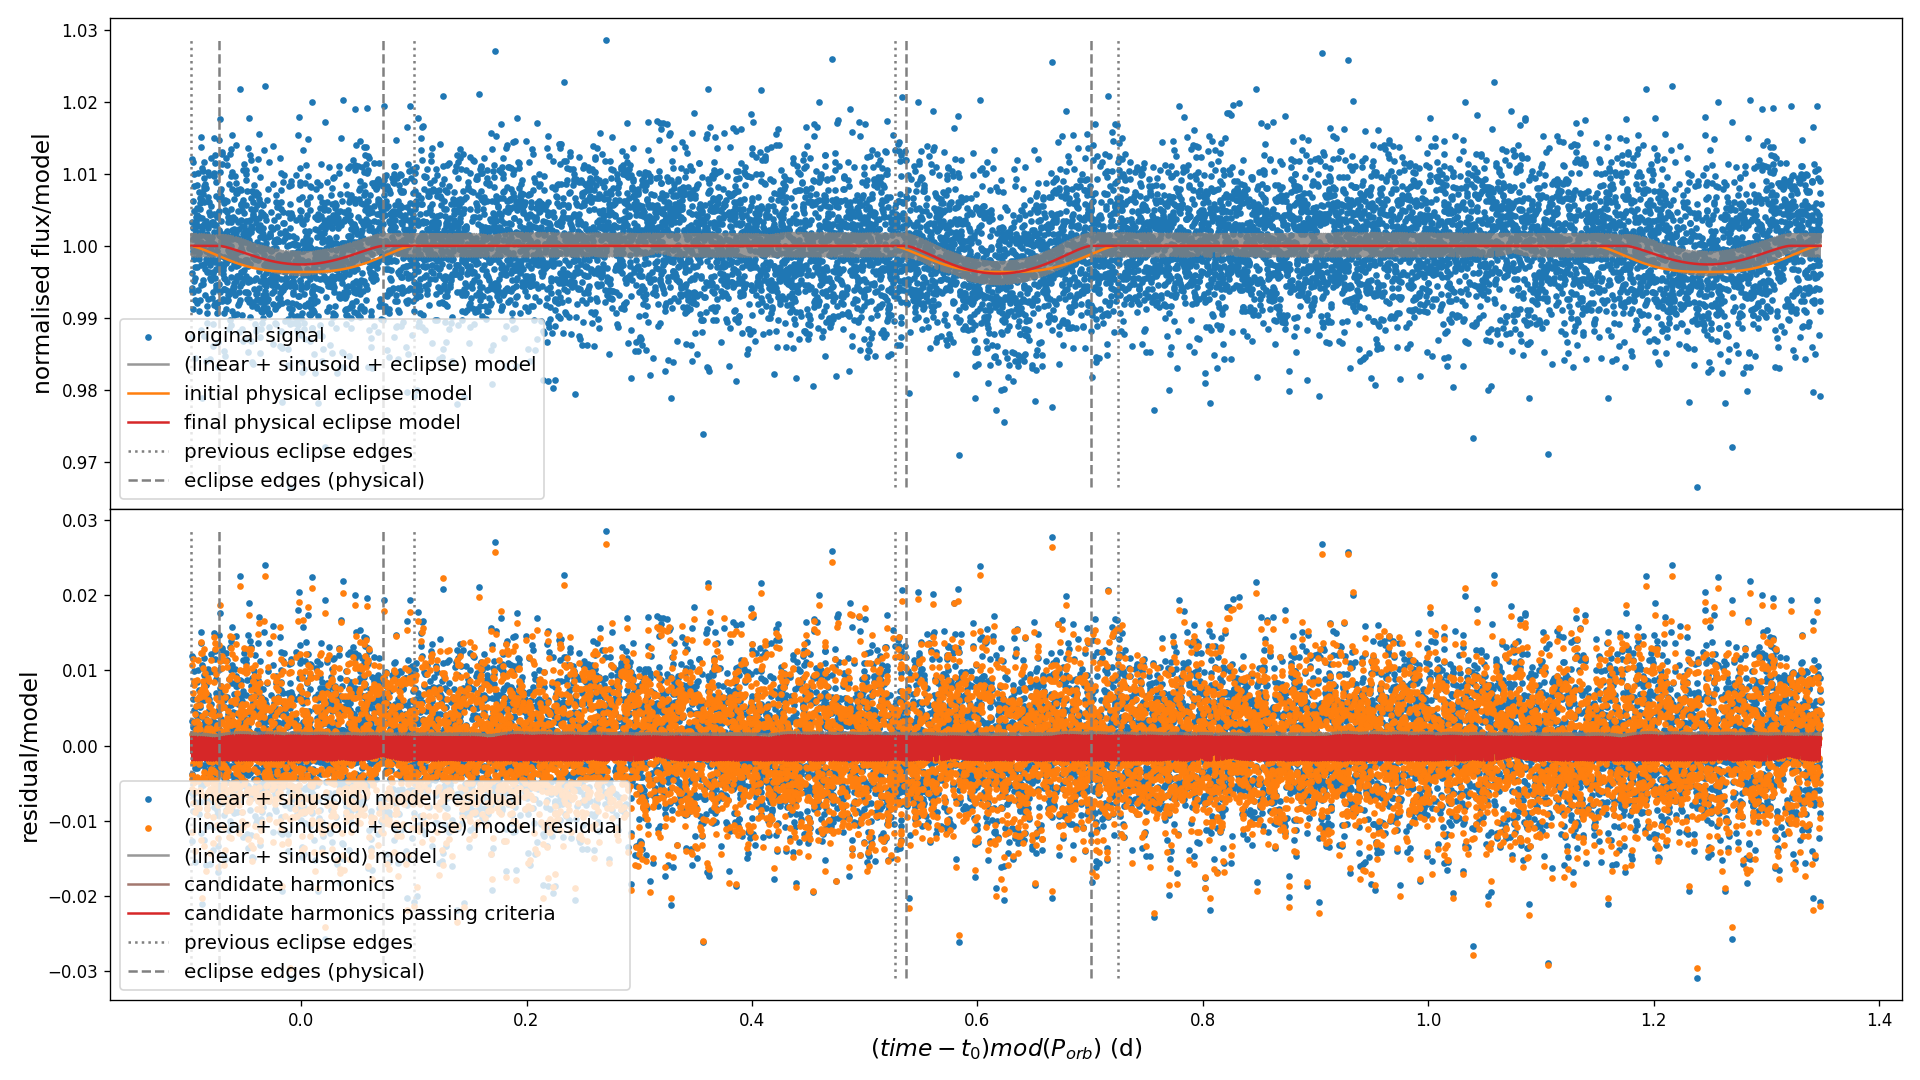 1.03
1.02
1.01
1.00
0.99
0.98
0.97
normalised flux/model
original signal
(linear + sinusoid + eclipse) model
initial physical eclipse model
final physical eclipse model
previous eclipse edges
eclipse edges (physical)
0.03
0.02
0.01
0.00
−0.01
−0.02
−0.03
residual/model
(linear + sinusoid) model residual
(linear + sinusoid + eclipse) model residual
(linear + sinusoid) model
candidate harmonics
candidate harmonics passing criteria
previous eclipse edges
eclipse edges (physical)
0.0 0.2 0.4 0.6 0.8 1.0 1.2 1.4
(time − t₀)mod(P_orb) (d)